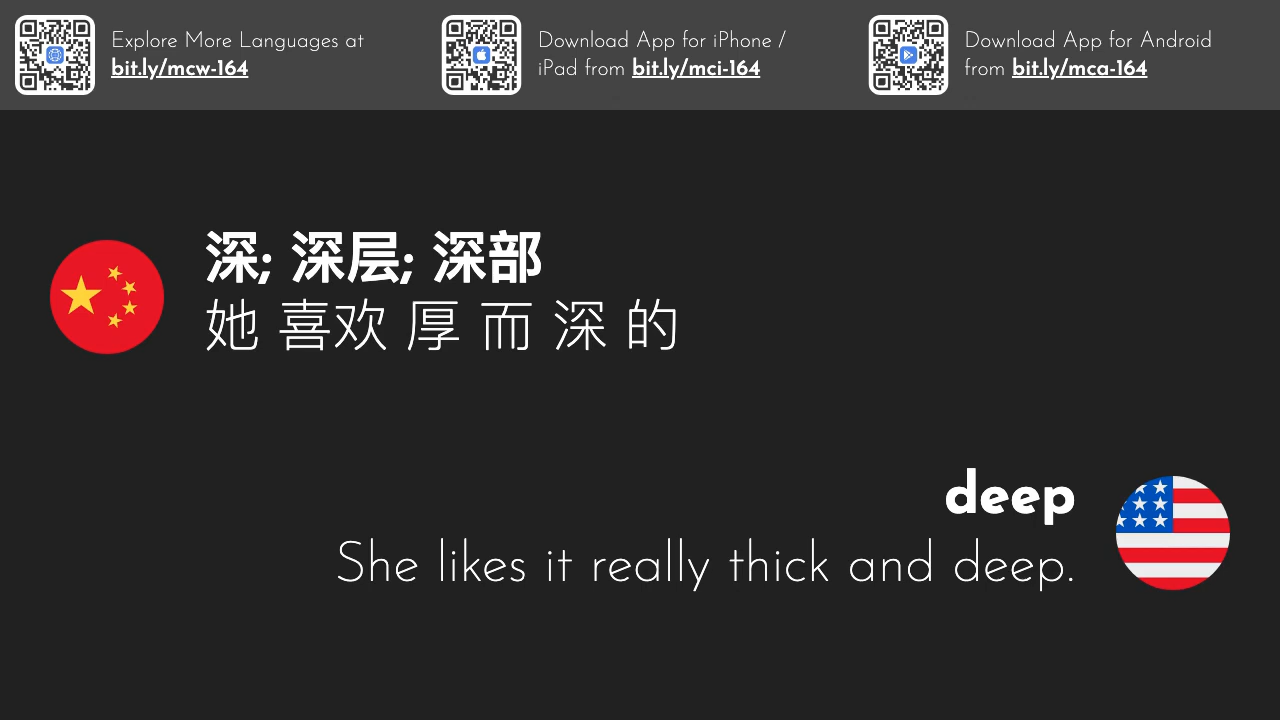 Explore More Languages at
bit.ly/mcw-164
Download App for iPhone /
iPad from bit.ly/mci-164
Download App for Android
from bit.ly/mca-164
深; 深层; 深部
她 喜欢 厚 而 深 的
deep
She likes it really thick and deep.